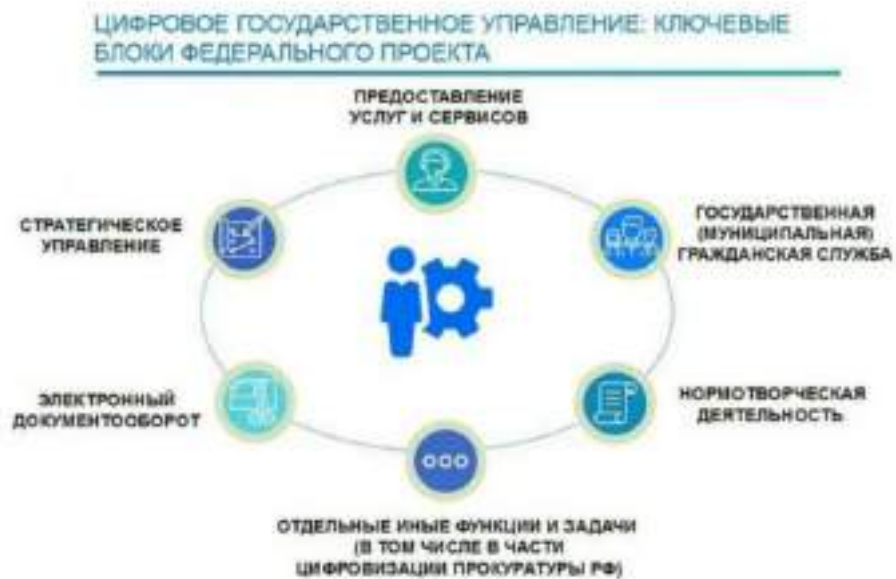 ЦИФРОВОЕ ГОСУДАРСТВЕННОЕ УПРАВЛЕНИЕ: КЛЮЧЕВЫЕ
БЛОКИ ФЕДЕРАЛЬНОГО ПРОЕКТА
ПРЕДОСТАВЛЕНИЕ
УСЛУГ И СЕРВИСОВ
СТРАТЕГИЧЕСКОЕ
УПРАВЛЕНИЕ
ГОСУДАРСТВЕННАЯ
(МУНИЦИПАЛЬНАЯ)
ГРАЖДАНСКАЯ СЛУЖБА
ЭЛЕКТРОННЫЙ
ДОКУМЕНТООБОРОТ
НОРМОТВОРЧЕСКАЯ
ДЕЯТЕЛЬНОСТЬ
ОТДЕЛЬНЫЕ ИНЫЕ ФУНКЦИИ И ЗАДАЧИ
(В ТОМ ЧИСЛЕ В ЧАСТИ
ЦИФРОВИЗАЦИИ ПРОКУРАТУРЫ РФ)